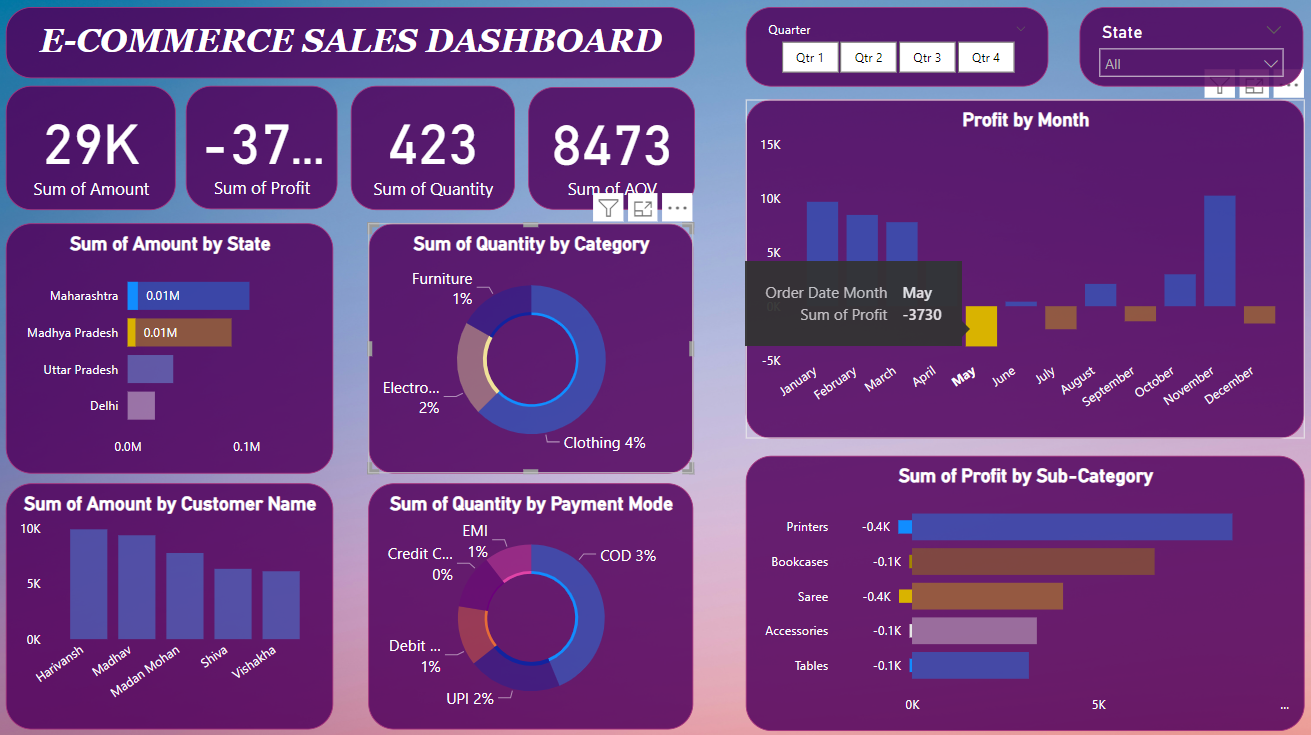 E-COMMERCE SALES DASHBOARD
Quarter
Qtr 1
Qtr 2
Qtr 3
Qtr 4
State
All
29K
Sum of Amount
-37...
Sum of Profit
423
Sum of Quantity
8473
Sum of AOV
Sum of Amount by State
Maharashtra
0.01M
Madhya Pradesh
0.01M
Uttar Pradesh
Delhi
0.0M
0.1M
Sum of Quantity by Category
Furniture
1%
Electro...
2%
Clothing 4%
Profit by Month
15K
10K
5K
-5K
Order Date Month May
Sum of Profit -3730
January
February
March
April
May
June
July
August
September
October
November
December
Sum of Amount by Customer Name
10K
5K
0K
Harivansh
Madhav
Madan Mohan
Shiva
Vishakha
Sum of Quantity by Payment Mode
EMI
1%
Credit C...
0%
COD 3%
Debit ...
1%
UPI 2%
Sum of Profit by Sub-Category
Printers
-0.4K
Bookcases
-0.1K
Saree
-0.4K
Accessories
-0.1K
Tables
-0.1K
0K
5K
...